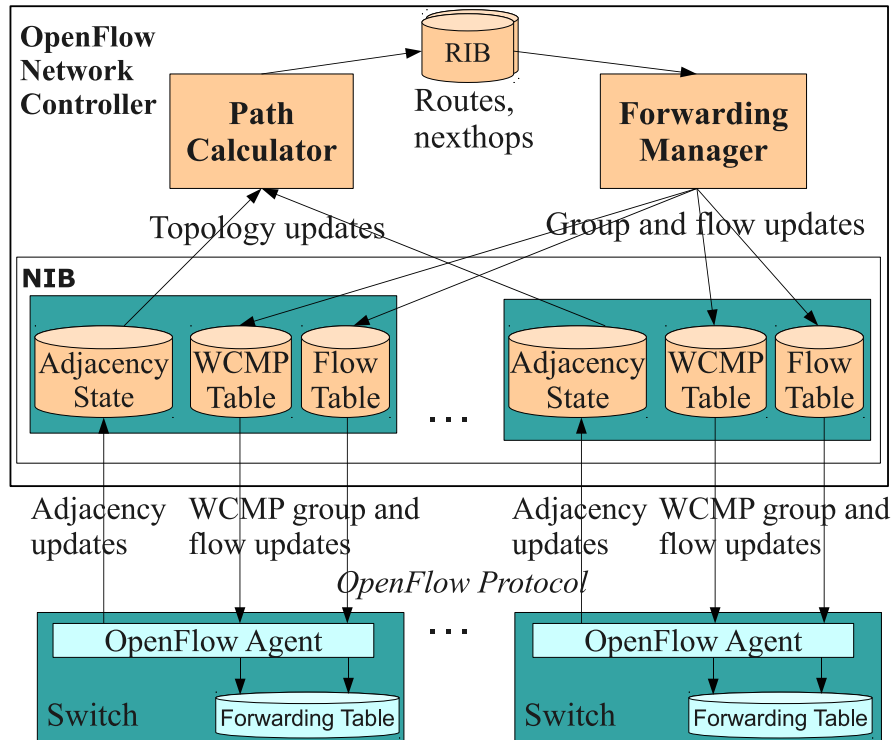 OpenFlow
Network
Controller
RIB
Routes,
nexthops
Path
Calculator
Forwarding
Manager
Topology updates
Group and flow updates
NIB
Adjacency
State
WCMP
Table
Flow
Table
...
Adjacency
State
WCMP
Table
Flow
Table
Adjacency
updates
WCMP group and
flow updates
Adjacency
updates
WCMP group and
flow updates
OpenFlow Protocol
OpenFlow Agent
Switch
Forwarding Table
...
OpenFlow Agent
Switch
Forwarding Table